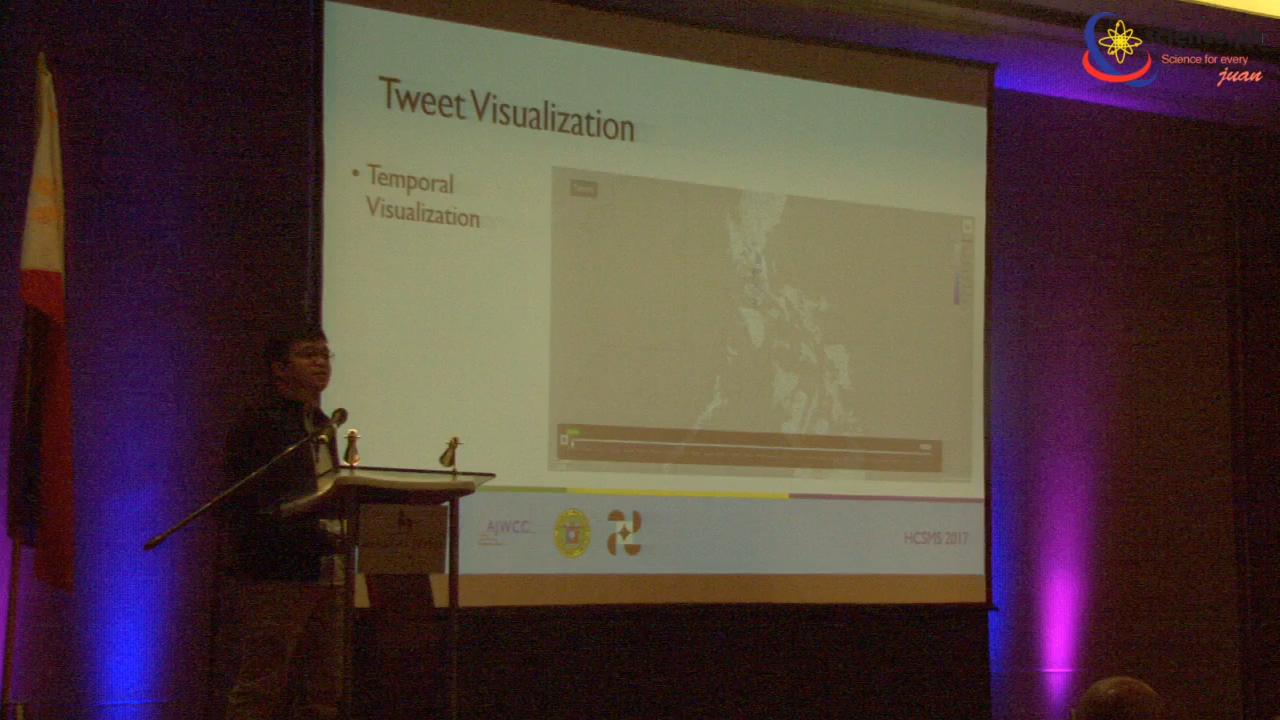 Science for every
juan
Tweet Visualization
• Temporal
Visualization
AJWCC
HCSMS 2017